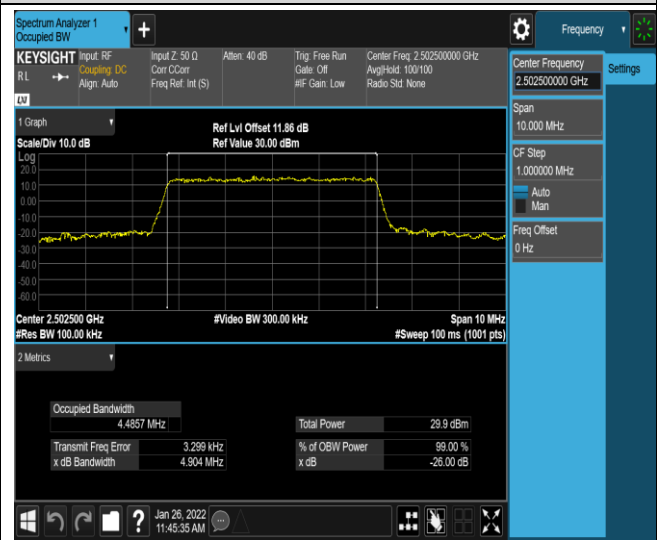 Spectrum Analyzer 1
Occupied BW
+
Frequency
KEYSIGHT
R L
LXI
Input: RF
Coupling: DC
Align: Auto
Input Z: 50 Ω
Corr CCorr
Freq Ref: Int (S)
Atten: 40 dB
Trig: Free Run
Gate: Off
#IF Gain: Low
Center Freq: 2.502500000 GHz
Avg|Hold: 100/100
Radio Std: None
Center Frequency
2.502500000 GHz
Settings
Span
10.000 MHz
CF Step
1.000000 MHz
Auto
Man
Freq Offset
0 Hz
1 Graph
Scale/Div 10.0 dB
Ref Lvl Offset 11.86 dB
Ref Value 30.00 dBm
Log
20.0
10.0
0.00
-10.0
-20.0
-30.0
-40.0
-50.0
-60.0
Center 2.502500 GHz
#Video BW 300.00 kHz
Span 10 MHz
#Res BW 100.00 kHz
#Sweep 100 ms (1001 pts)
2 Metrics
Occupied Bandwidth
4.4857 MHz
Total Power 29.9 dBm
Transmit Freq Error 3.299 kHz
% of OBW Power 99.00 %
x dB Bandwidth 4.904 MHz
x dB -26.00 dB
?
Jan 26, 2022
11:45:35 AM